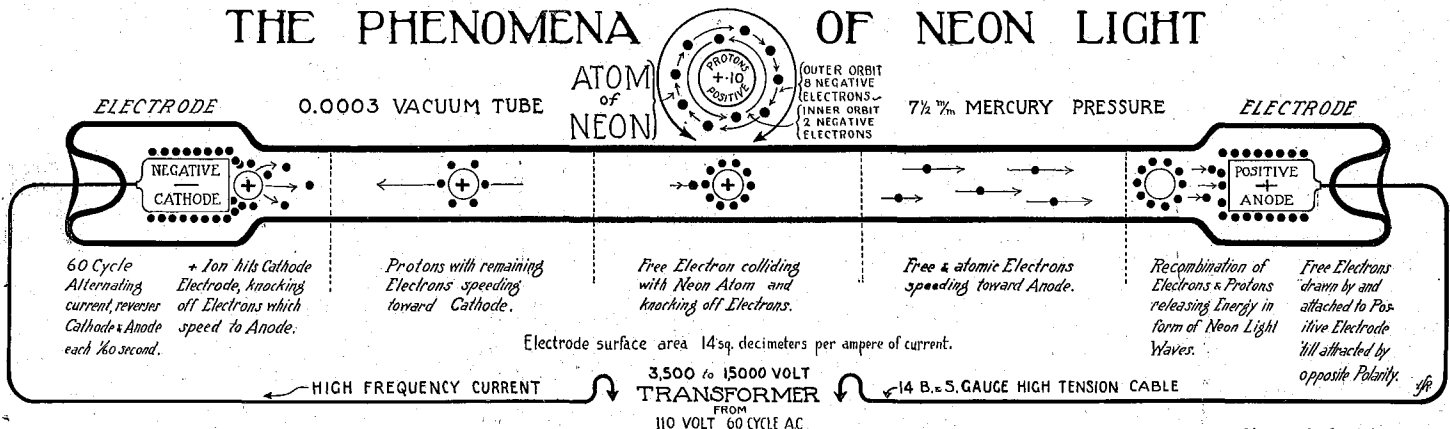 THE PHENOMENA OF NEON LIGHT
ATOM
of
NEON
PROTONS
+·10
POSITIVE
OUTER ORBIT
8 NEGATIVE
ELECTRONS
INNER ORBIT
2 NEGATIVE
ELECTRONS
ELECTRODE
0.0003 VACUUM TUBE
7½ m/m MERCURY PRESSURE
ELECTRODE
NEGATIVE
—
CATHODE
+
+
+
POSITIVE
+
ANODE
60 Cycle
Alternating
current, reverses
Cathode & Anode
each 1/60 second.
+ Ion hits Cathode
Electrode, knocking
off Electrons which
speed to Anode.
Protons with remaining
Electrons speeding
toward Cathode.
Free Electron colliding
with Neon Atom and
knocking off Electrons.
Free & atomic Electrons
speeding toward Anode.
Recombination of
Electrons & Protons
releasing Energy in
form of Neon Light
Waves.
Free Electrons
drawn by and
attached to Pos-
itive Electrode
till attracted by
opposite Polarity.
Electrode surface area 14 sq. decimeters per ampere of current.
HIGH FREQUENCY CURRENT
3,500 to 15000 VOLT
TRANSFORMER
FROM
110 VOLT 60 CYCLE A.C.
14 B. & S. GAUGE HIGH TENSION CABLE